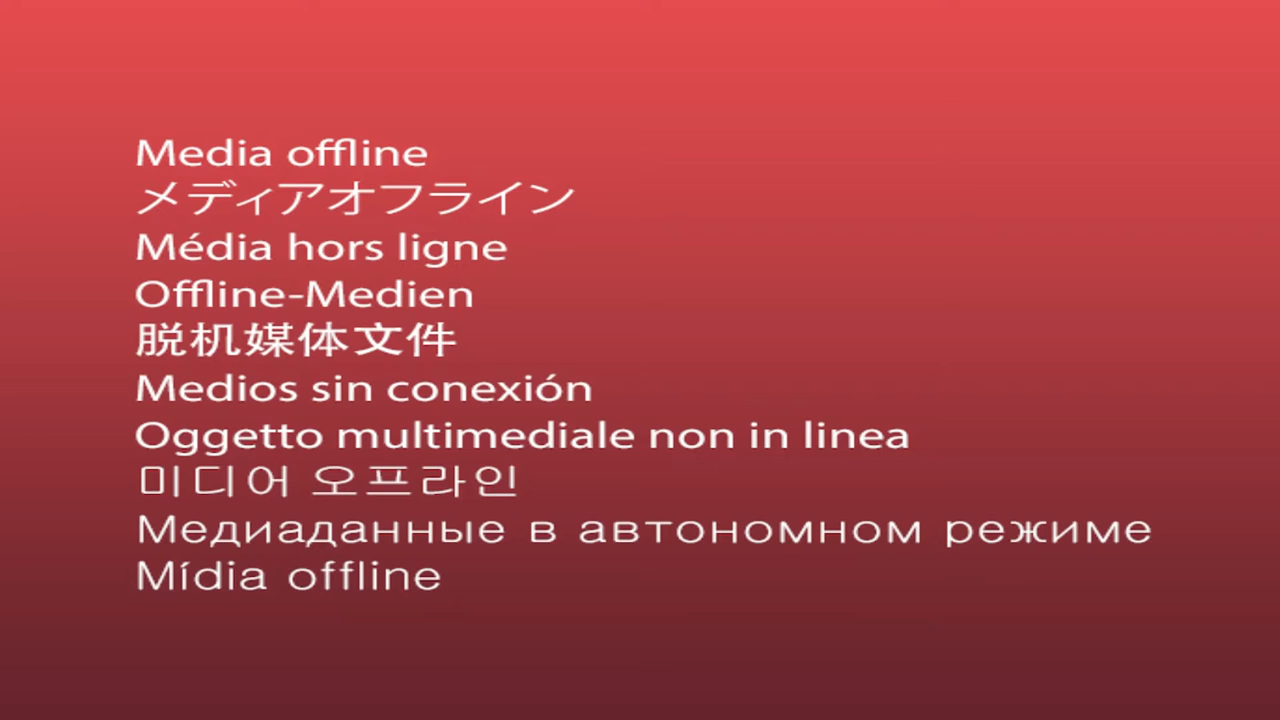 Media offline
メディアオフライン
Média hors ligne
Offline-Medien
脱机媒体文件
Medios sin conexión
Oggetto multimediale non in linea
미디어 오프라인
Медиаданные в автономном режиме
Mídia offline